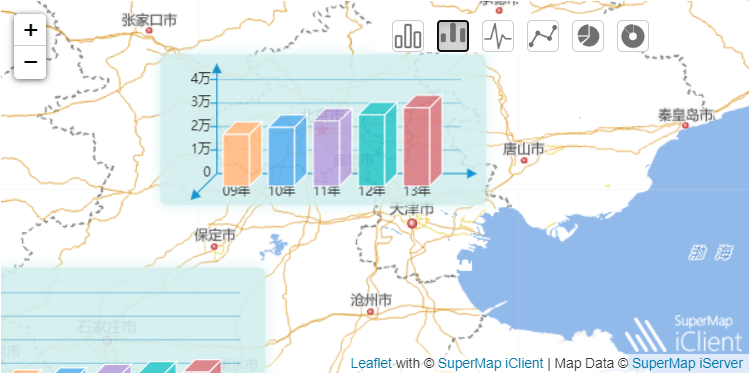 张家口市
承德市
+
−
4万
3万
2万
1万
0
09年
10年
11年
12年
13年
秦皇岛市
唐山市
天津市
保定市
渤 海
沧州市
石家庄市
SuperMap
iClient
Leaflet with © SuperMap iClient | Map Data © SuperMap iServer